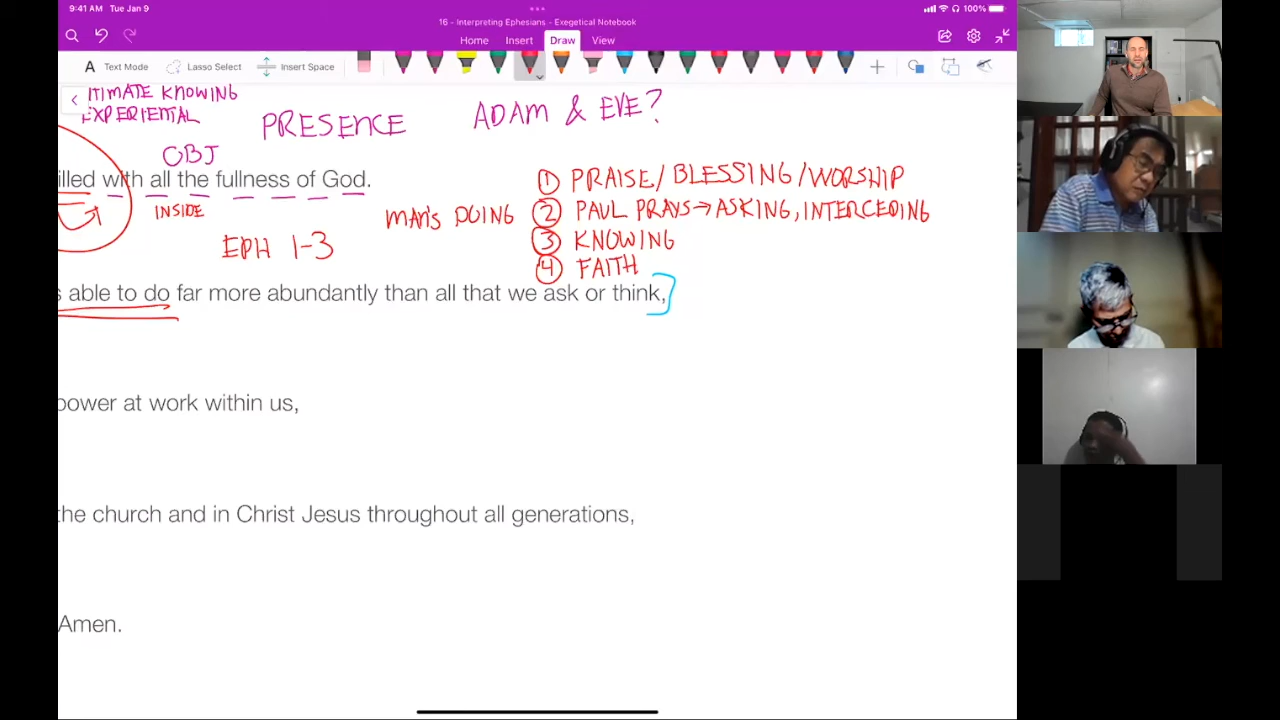 9:41 AM Tue Jan 9
100%
16 - Interpreting Ephesians - Exegetical Notebook
Home Insert Draw View
A Text Mode Lasso Select Insert Space
TIMATE KNOWING
EXPERIENTAL
PRESENCE
ADAM & EVE?
OBJ
illed with all the fullness of God.
INSIDE
EPH 1-3
MAN'S DOING
① PRAISE/BLESSING/WORSHIP
② PAUL PRAYS→ASKING, INTERCEDING
③ KNOWING
④ FAITH
s able to do far more abundantly than all that we ask or think,
power at work within us,
the church and in Christ Jesus throughout all generations,
Amen.